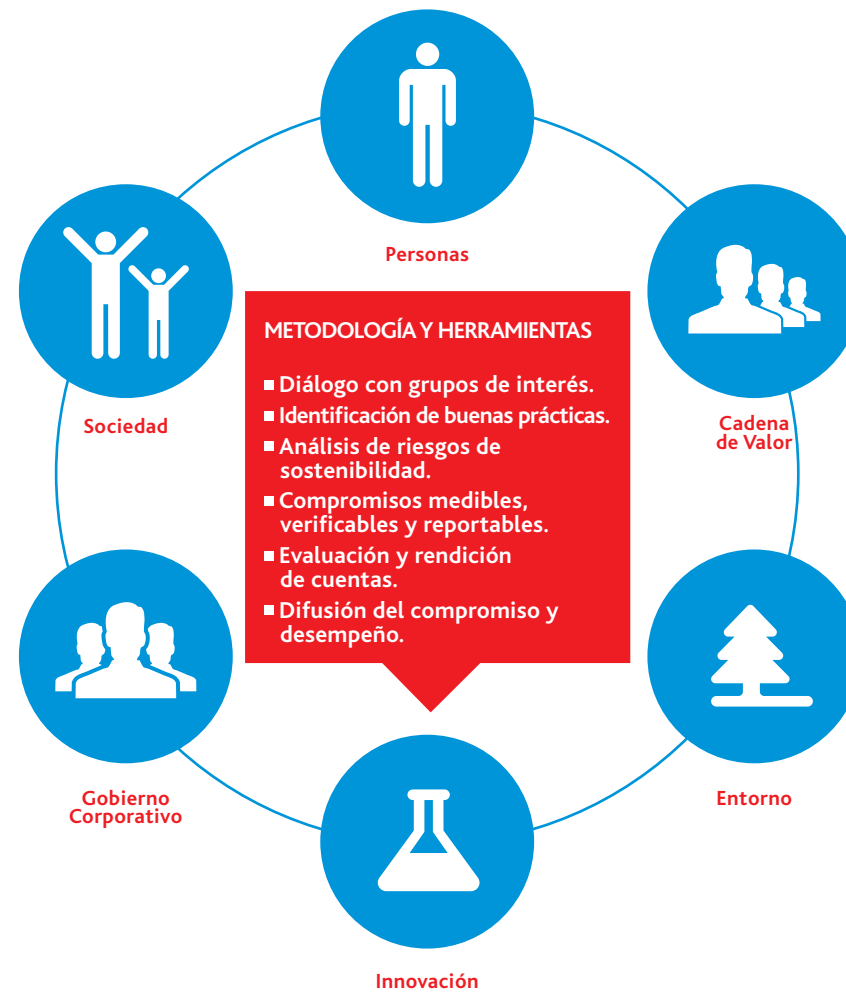 Personas
Sociedad
Cadena
de Valor
METODOLOGÍA Y HERRAMIENTAS
■ Diálogo con grupos de interés.
■ Identificación de buenas prácticas.
■ Análisis de riesgos de
sostenibilidad.
■ Compromisos medibles,
verificables y reportables.
■ Evaluación y rendición
de cuentas.
■ Difusión del compromiso y
desempeño.
Gobierno
Corporativo
Entorno
Innovación